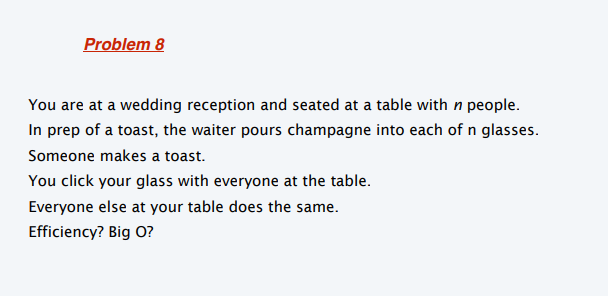 Problem 8
You are at a wedding reception and seated at a table with n people.
In prep of a toast, the waiter pours champagne into each of n glasses.
Someone makes a toast.
You click your glass with everyone at the table.
Everyone else at your table does the same.
Efficiency? Big O?